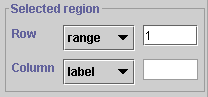 Selected region
Row range 1
Column label